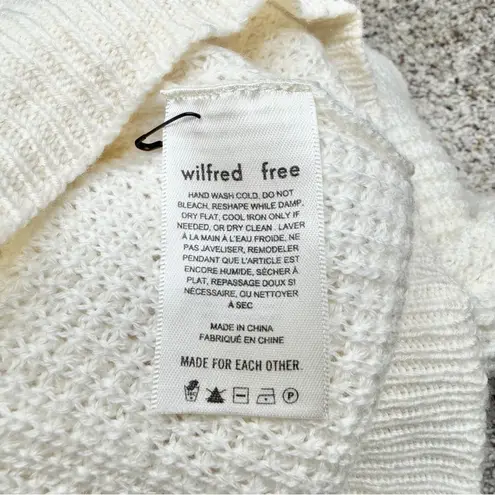 wilfred free
HAND WASH COLD, DO NOT
BLEACH, RESHAPE WHILE DAMP,
DRY FLAT, COOL IRON ONLY IF
NEEDED, OR DRY CLEAN . LAVER
À LA MAIN À L'EAU FROIDE, NE
PAS JAVELISER, REMODELER
PENDANT QUE L'ARTICLE EST
ENCORE HUMIDE, SÉCHER À
PLAT, REPASSAGE DOUX SI
NÉCESSAIRE, OU NETTOYER
À SEC
MADE IN CHINA
FABRIQUÉ EN CHINE
MADE FOR EACH OTHER.
P